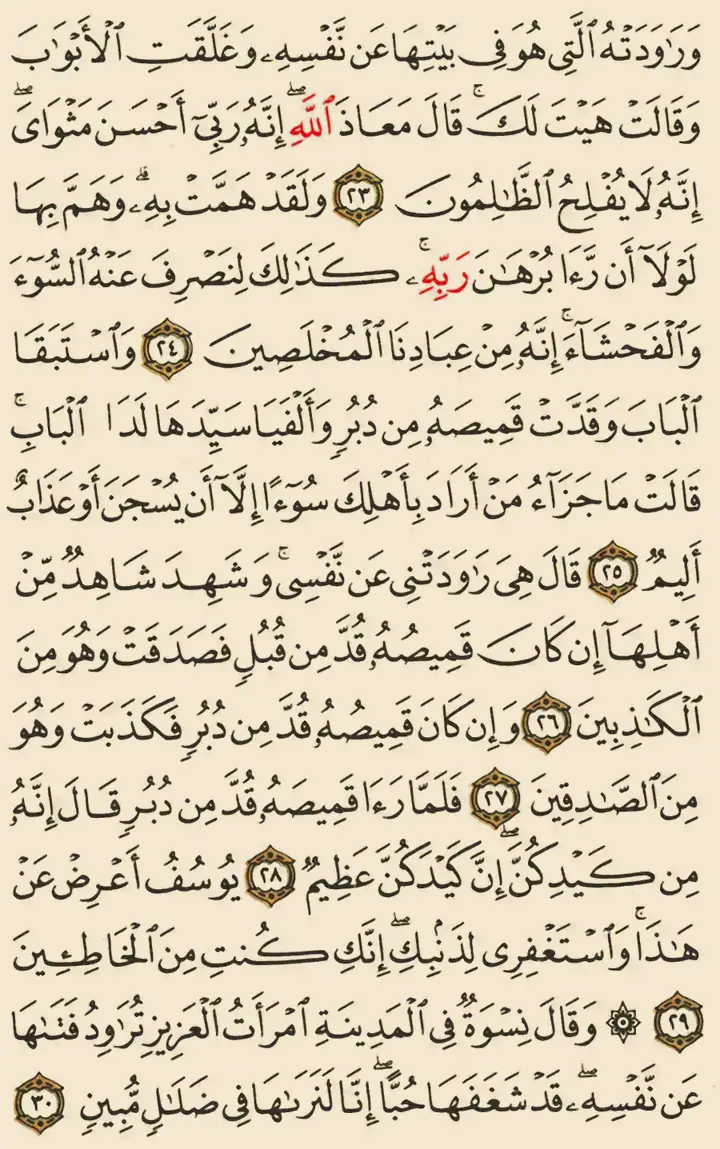 وَرَٰوَدَتْهُ ٱلَّتِى هُوَ فِى بَيْتِهَا عَن نَّفْسِهِۦ وَغَلَّقَتِ ٱلْأَبْوَٰبَ
وَقَالَتْ هَيْتَ لَكَ ۚ قَالَ مَعَاذَ ٱللَّهِ ۖ إِنَّهُۥ رَبِّىٓ أَحْسَنَ مَثْوَاىَ ۖ
إِنَّهُۥ لَا يُفْلِحُ ٱلظَّٰلِمُونَ ٢٣ وَلَقَدْ هَمَّتْ بِهِۦ ۖ وَهَمَّ بِهَا
لَوْلَآ أَن رَّءَا بُرْهَٰنَ رَبِّهِۦ ۚ كَذَٰلِكَ لِنَصْرِفَ عَنْهُ ٱلسُّوٓءَ
وَٱلْفَحْشَآءَ ۚ إِنَّهُۥ مِنْ عِبَادِنَا ٱلْمُخْلَصِينَ ٢٤ وَٱسْتَبَقَا
ٱلْبَابَ وَقَدَّتْ قَمِيصَهُۥ مِن دُبُرٍ وَأَلْفَيَا سَيِّدَهَا لَدَا ٱلْبَابِ ۚ
قَالَتْ مَا جَزَآءُ مَنْ أَرَادَ بِأَهْلِكَ سُوٓءًا إِلَّآ أَن يُسْجَنَ أَوْ عَذَابٌ
أَلِيمٌ ٢٥ قَالَ هِىَ رَٰوَدَتْنِى عَن نَّفْسِى ۚ وَشَهِدَ شَاهِدٌ مِّنْ
أَهْلِهَآ إِن كَانَ قَمِيصُهُۥ قُدَّ مِن قُبُلٍ فَصَدَقَتْ وَهُوَ مِنَ
ٱلْكَٰذِبِينَ ٢٦ وَإِن كَانَ قَمِيصُهُۥ قُدَّ مِن دُبُرٍ فَكَذَبَتْ وَهُوَ
مِنَ ٱلصَّٰدِقِينَ ٢٧ فَلَمَّا رَءَا قَمِيصَهُۥ قُدَّ مِن دُبُرٍ قَالَ إِنَّهُۥ
مِن كَيْدِكُنَّ ۖ إِنَّ كَيْدَكُنَّ عَظِيمٌ ٢٨ يُوسُفُ أَعْرِضْ عَنْ
هَٰذَا ۚ وَٱسْتَغْفِرِى لِذَنۢبِكِ ۖ إِنَّكِ كُنتِ مِنَ ٱلْخَاطِـِٔينَ
٢٩ ۞ وَقَالَ نِسْوَةٌ فِى ٱلْمَدِينَةِ ٱمْرَأَتُ ٱلْعَزِيزِ تُرَٰوِدُ فَتَىٰهَا
عَن نَّفْسِهِۦ ۖ قَدْ شَغَفَهَا حُبًّا ۖ إِنَّا لَنَرَىٰهَا فِى ضَلَٰلٍ مُّبِينٍ ٣٠